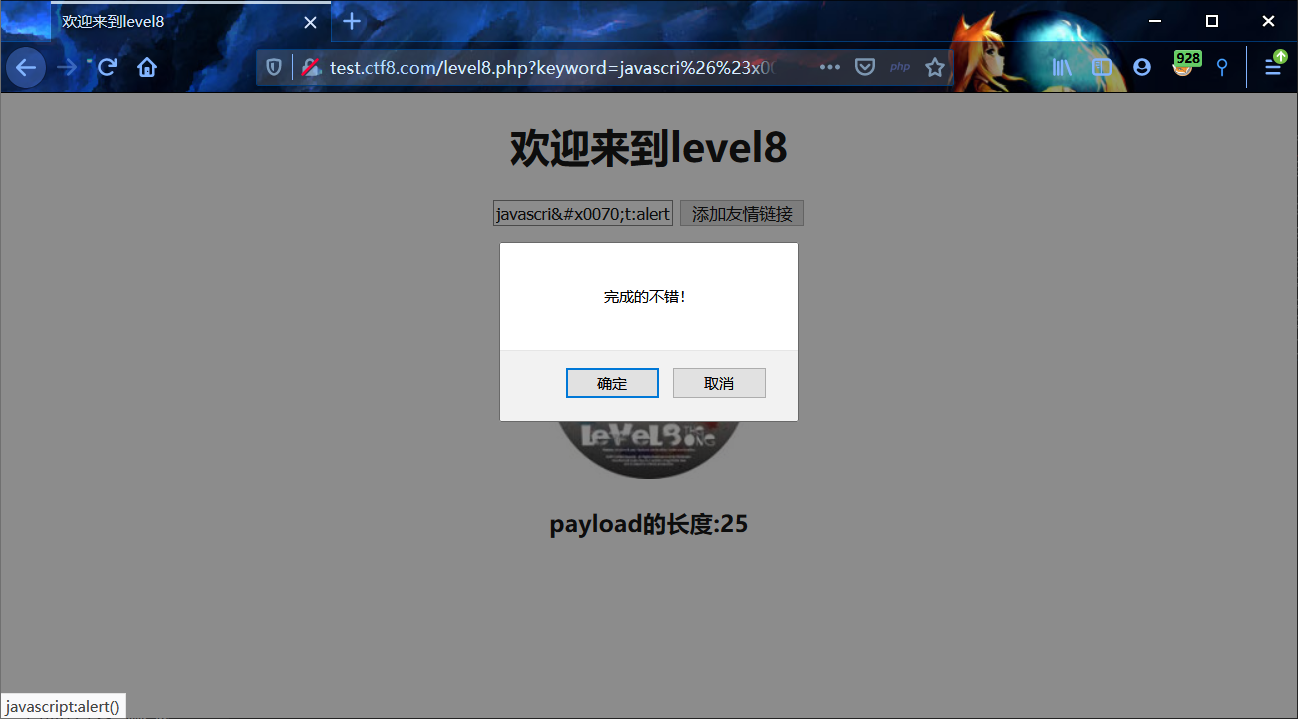 欢迎来到level8
test.ctf8.com/level8.php?keyword=javascri%26%23x00
php
928
欢迎来到level8
javascri&#x0070;t:alert
添加友情链接
完成的不错！
确定
取消
LEVEL8 THE ONE
payload的长度:25
javascript:alert()